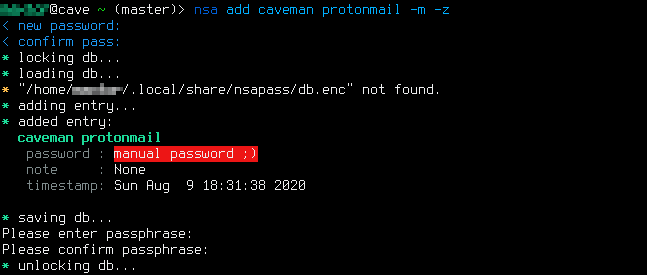 @cave ~ (master)> nsa add caveman protonmail -m -z
< new password:
< confirm pass:
* locking db...
* loading db...
* "/home/ /.local/share/nsapass/db.enc" not found.
* adding entry...
* added entry:
caveman protonmail
password : manual password ;)
note : None
timestamp: Sun Aug  9 18:31:38 2020
* saving db...
Please enter passphrase:
Please confirm passphrase:
* unlocking db...